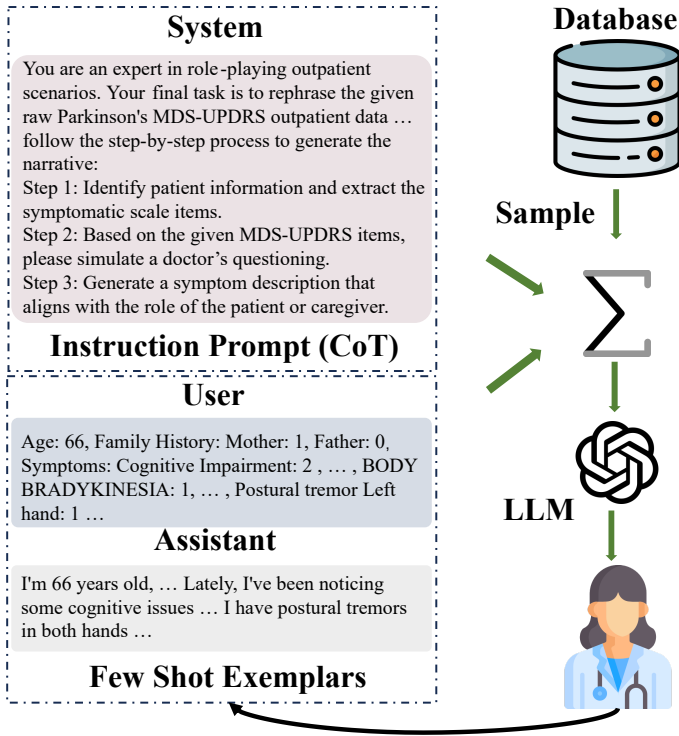 System
You are an expert in role-playing outpatient
scenarios. Your final task is to rephrase the given
raw Parkinson's MDS-UPDRS outpatient data …
follow the step-by-step process to generate the
narrative:
Step 1: Identify patient information and extract the
symptomatic scale items.
Step 2: Based on the given MDS-UPDRS items,
please simulate a doctor’s questioning.
Step 3: Generate a symptom description that
aligns with the role of the patient or caregiver.
Instruction Prompt (CoT)
User
Age: 66, Family History: Mother: 1, Father: 0,
Symptoms: Cognitive Impairment: 2 , … , BODY
BRADYKINESIA: 1, … , Postural tremor Left
hand: 1 …
Assistant
I'm 66 years old, … Lately, I've been noticing
some cognitive issues … I have postural tremors
in both hands …
Few Shot Exemplars
Database
Sample
Σ
LLM